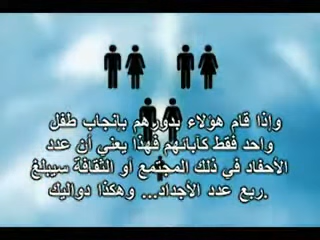 وإذا قام هؤلاء بدورهم بإنجاب طفل
واحد فقط كآبائهم فهذا يعني أن عدد
الأحفاد في ذلك المجتمع أو الثقافة سيبلغ
ربع عدد الأجداد... وهكذا دواليك.